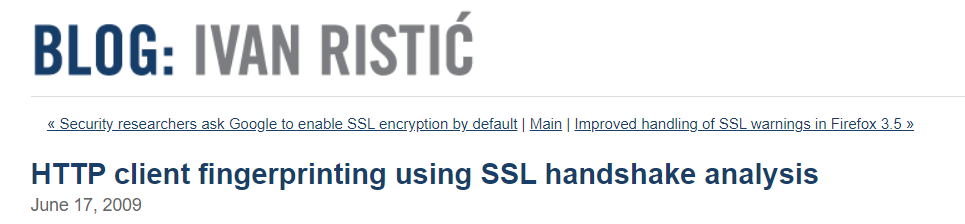 BLOG: IVAN RISTIĆ
« Security researchers ask Google to enable SSL encryption by default | Main | Improved handling of SSL warnings in Firefox 3.5 »
HTTP client fingerprinting using SSL handshake analysis
June 17, 2009